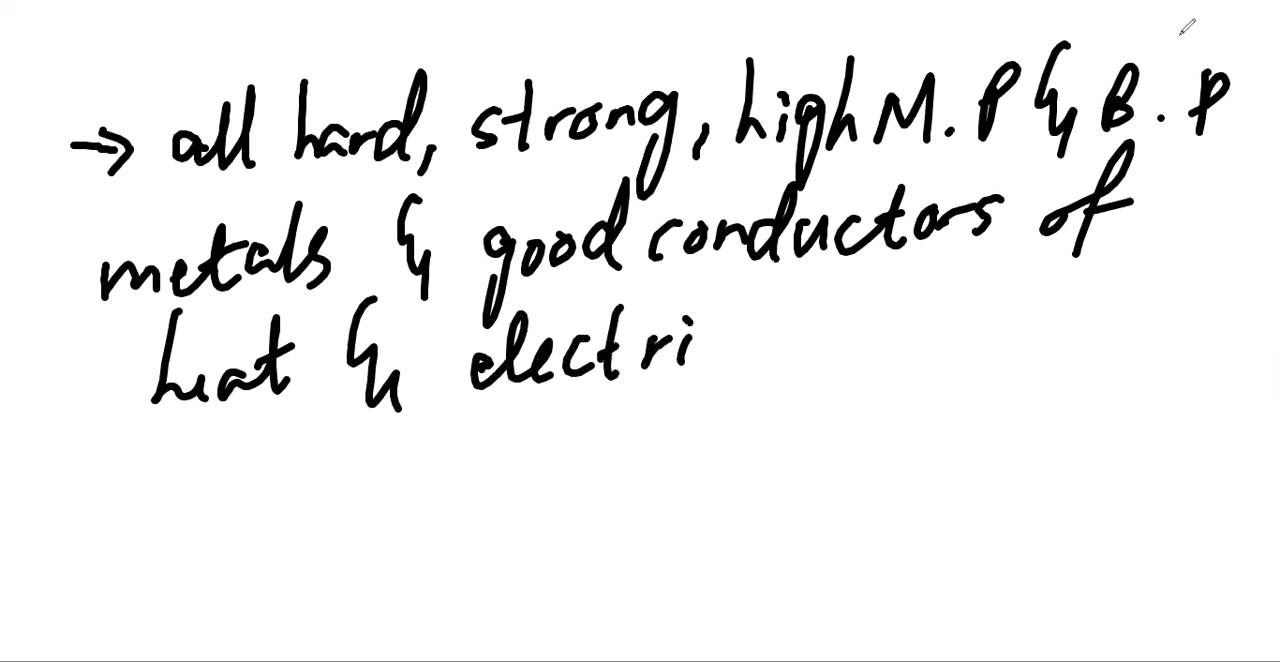 → all hard, strong, high M.P & B.P
metals & good conductors of
heat & electri